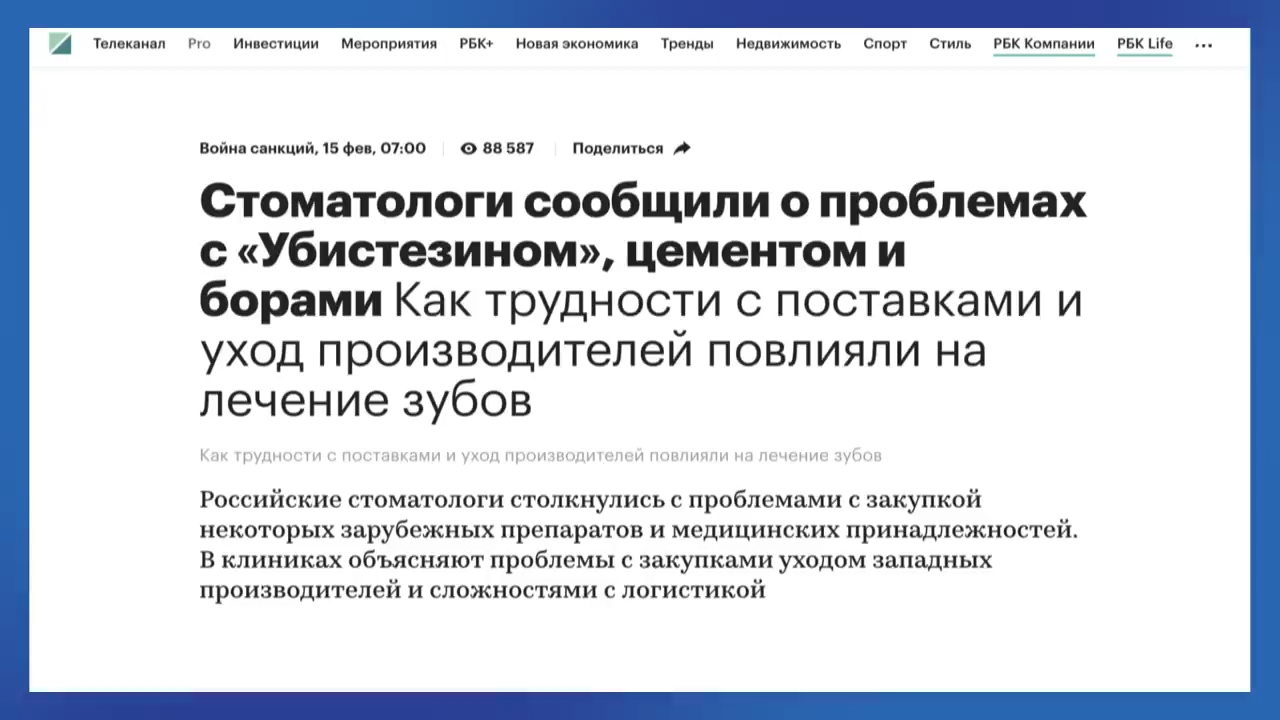 Телеканал Pro Инвестиции Мероприятия РБК+ Новая экономика Тренды Недвижимость Спорт Стиль РБК Компании РБК Life ...
Война санкций, 15 фев, 07:00 88 587 Поделиться
Стоматологи сообщили о проблемах
с «Убистезином», цементом и
борами Как трудности с поставками и
уход производителей повлияли на
лечение зубов
Как трудности с поставками и уход производителей повлияли на лечение зубов
Российские стоматологи столкнулись с проблемами с закупкой
некоторых зарубежных препаратов и медицинских принадлежностей.
В клиниках объясняют проблемы с закупками уходом западных
производителей и сложностями с логистикой